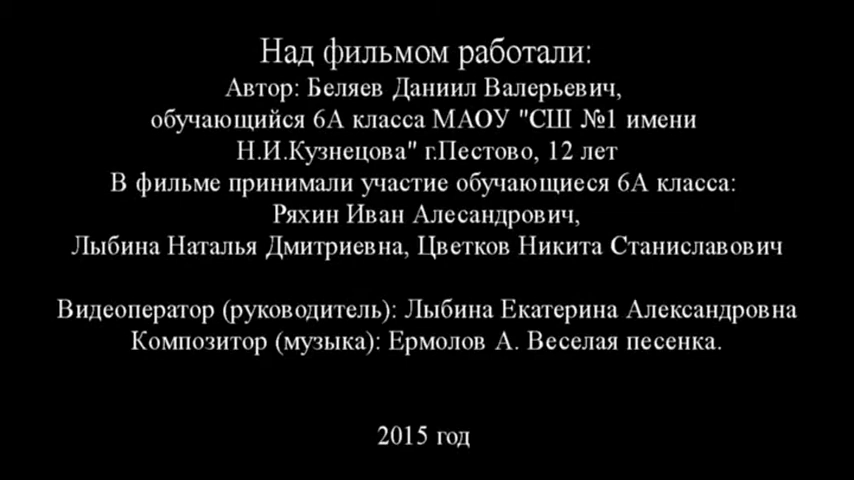 Над фильмом работали:
Автор: Беляев Даниил Валерьевич,
обучающийся 6А класса МАОУ "СШ №1 имени
Н.И.Кузнецова" г.Пестово, 12 лет
В фильме принимали участие обучающиеся 6А класса:
Ряхин Иван Алесандрович,
Лыбина Наталья Дмитриевна, Цветков Никита Станиславович
Видеоператор (руководитель): Лыбина Екатерина Александровна
Композитор (музыка): Ермолов А. Веселая песенка.
2015 год